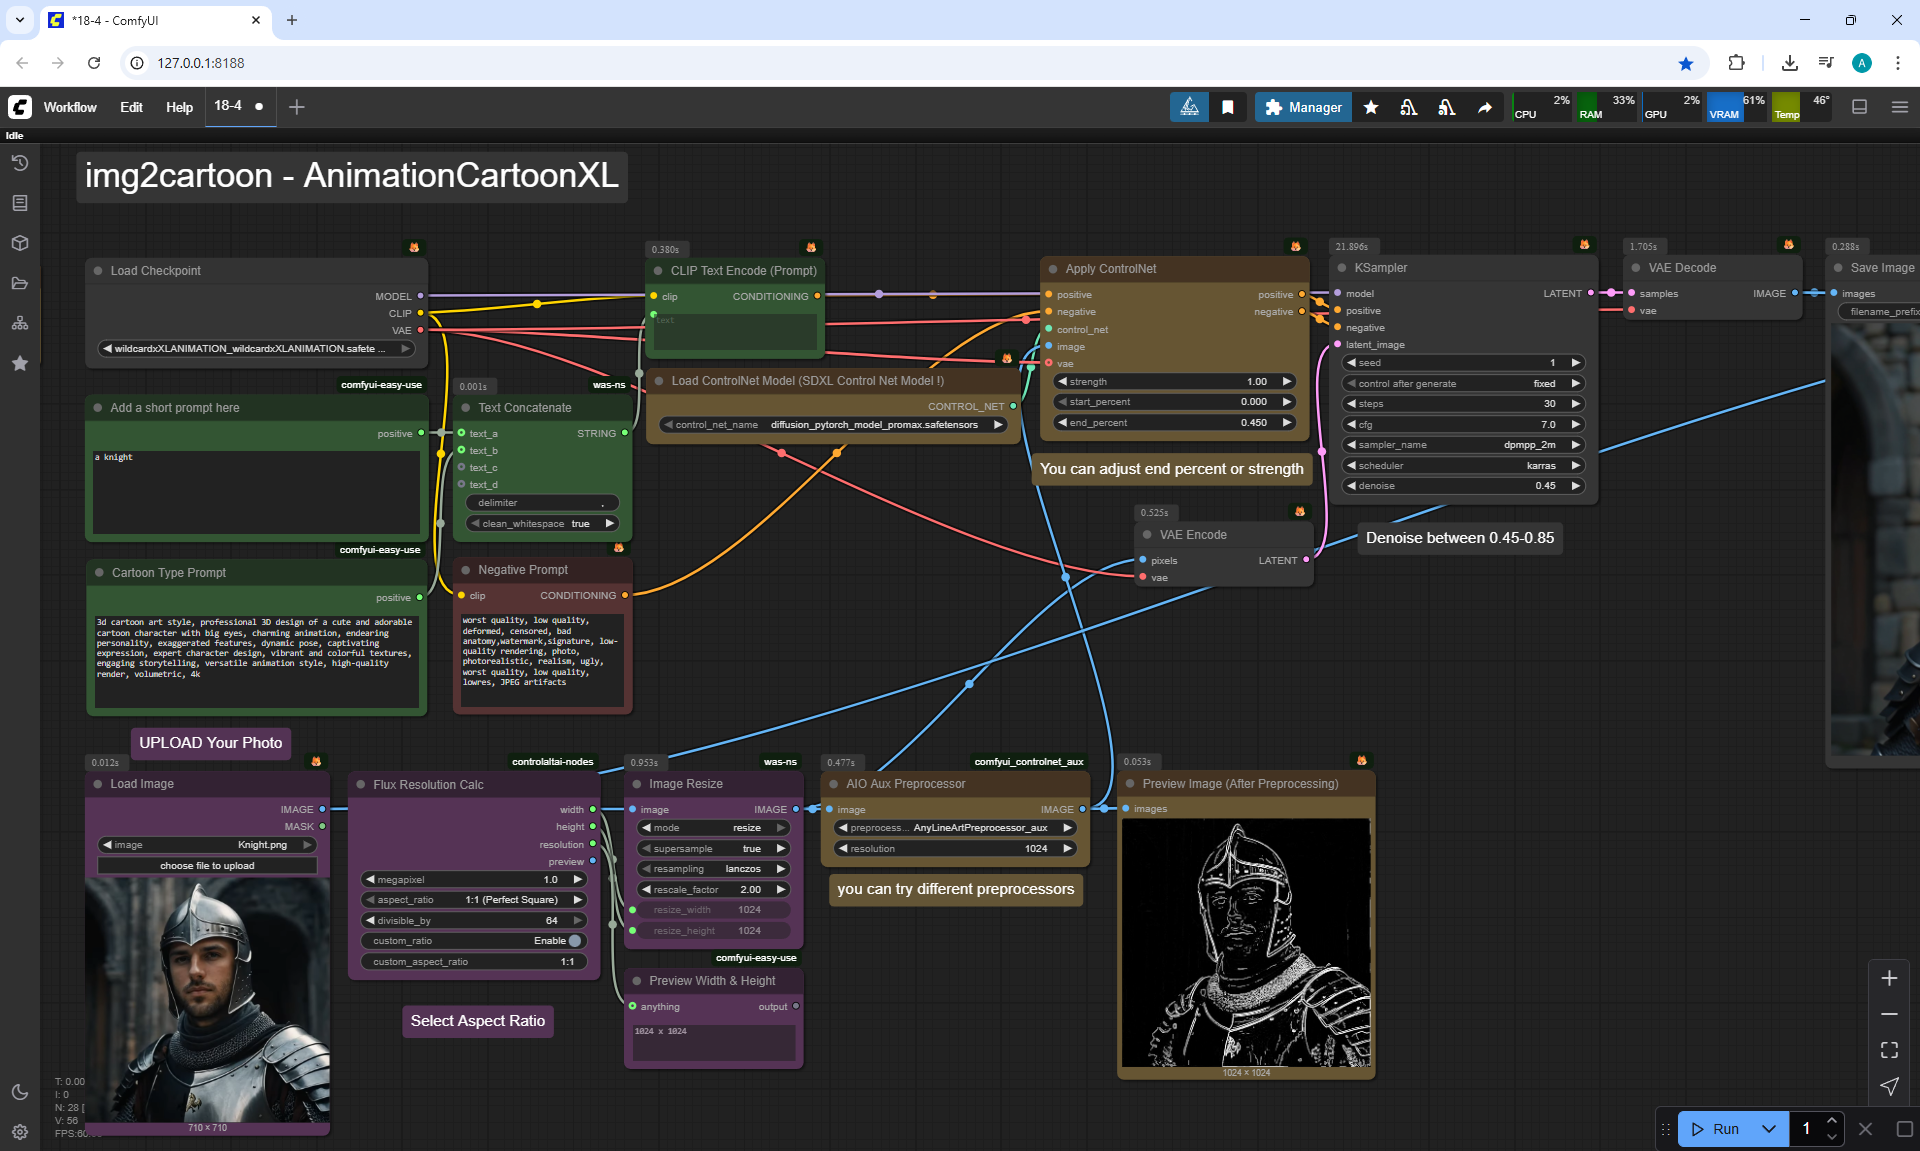 *18-4 - ComfyUI
127.0.0.1:8188
A
Workflow Edit Help 18-4
Manager
CPU 2%
RAM 33%
GPU 2%
VRAM 61%
Temp 46°
Idle
img2cartoon - AnimationCartoonXL
Load Checkpoint
MODEL
CLIP
VAE
wildcardxXLANIMATION_wildcardxXLANIMATION.safete ...
comfyui-easy-use
Add a short prompt here
positive
a knight
comfyui-easy-use
Cartoon Type Prompt
positive
3d cartoon art style, professional 3D design of a cute and adorable
cartoon character with big eyes, charming animation, endearing
personality, exaggerated features, dynamic pose, captivating
expression, expert character design, vibrant and colorful textures,
engaging storytelling, versatile animation style, high-quality
render, volumetric, 4k
0.001s
was-ns
Text Concatenate
text_a STRING
text_b
text_c
text_d
delimiter ,
clean_whitespace true
Negative Prompt
clip CONDITIONING
worst quality, low quality,
deformed, censored, bad
anatomy,watermark,signature, low-
quality rendering, photo,
photorealistic, realism, ugly,
worst quality, low quality,
lowres, JPEG artifacts
0.380s
CLIP Text Encode (Prompt)
clip CONDITIONING
text
Load ControlNet Model (SDXL Control Net Model !)
CONTROL_NET
control_net_name diffusion_pytorch_model_promax.safetensors
Apply ControlNet
positive positive
negative negative
control_net
image
vae
strength 1.00
start_percent 0.000
end_percent 0.450
You can adjust end percent or strength
0.525s
VAE Encode
pixels LATENT
vae
21.896s
KSampler
model LATENT
positive
negative
latent_image
seed 1
control after generate fixed
steps 30
cfg 7.0
sampler_name dpmpp_2m
scheduler karras
denoise 0.45
Denoise between 0.45-0.85
1.705s
VAE Decode
samples IMAGE
vae
0.288s
Save Image
images
filename_prefix
UPLOAD Your Photo
0.012s
Load Image
IMAGE
MASK
image Knight.png
choose file to upload
710 × 710
controlaltai-nodes
Flux Resolution Calc
width
height
resolution
preview
megapixel 1.0
aspect_ratio 1:1 (Perfect Square)
divisible_by 64
custom_ratio Enable
custom_aspect_ratio 1:1
Select Aspect Ratio
0.953s
was-ns
Image Resize
image IMAGE
mode resize
supersample true
resampling lanczos
rescale_factor 2.00
resize_width 1024
resize_height 1024
comfyui-easy-use
Preview Width & Height
anything output
1024 x 1024
0.477s
comfyui_controlnet_aux
AIO Aux Preprocessor
image IMAGE
preprocess... AnyLineArtPreprocessor_aux
resolution 1024
you can try different preprocessors
0.053s
Preview Image (After Preprocessing)
images
1024 × 1024
T: 0.00
I: 0
N: 28 [
V: 56
FPS:60
Run 1